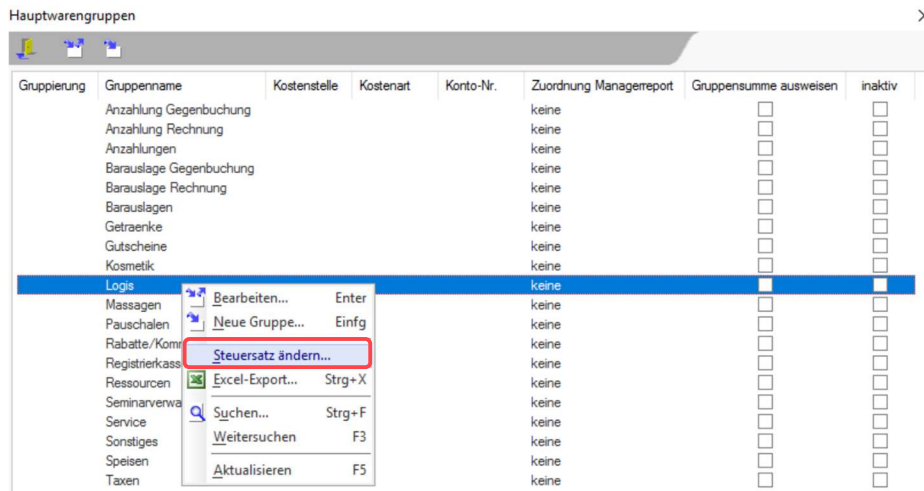 Hauptwarengruppen
Gruppierung Gruppenname Kostenstelle Kostenart Konto-Nr. Zuordnung Managerreport Gruppensumme ausweisen inaktiv
Anzahlung Gegenbuchung keine
Anzahlung Rechnung keine
Anzahlungen keine
Barauslage Gegenbuchung keine
Barauslage Rechnung keine
Barauslagen keine
Getraenke keine
Gutscheine keine
Kosmetik keine
Logis keine
Bearbeiten... Enter
Massagen keine
Neue Gruppe... Einfg
Pauschalen keine
Rabatte/Komm keine
Steuersatz ändern...
Registrierkass keine
Excel-Export... Strg+X
Ressourcen keine
Seminarverwa keine
Suchen... Strg+F
Service keine
Weitersuchen F3
Sonstiges keine
Speisen keine
Aktualisieren F5
Taxen keine